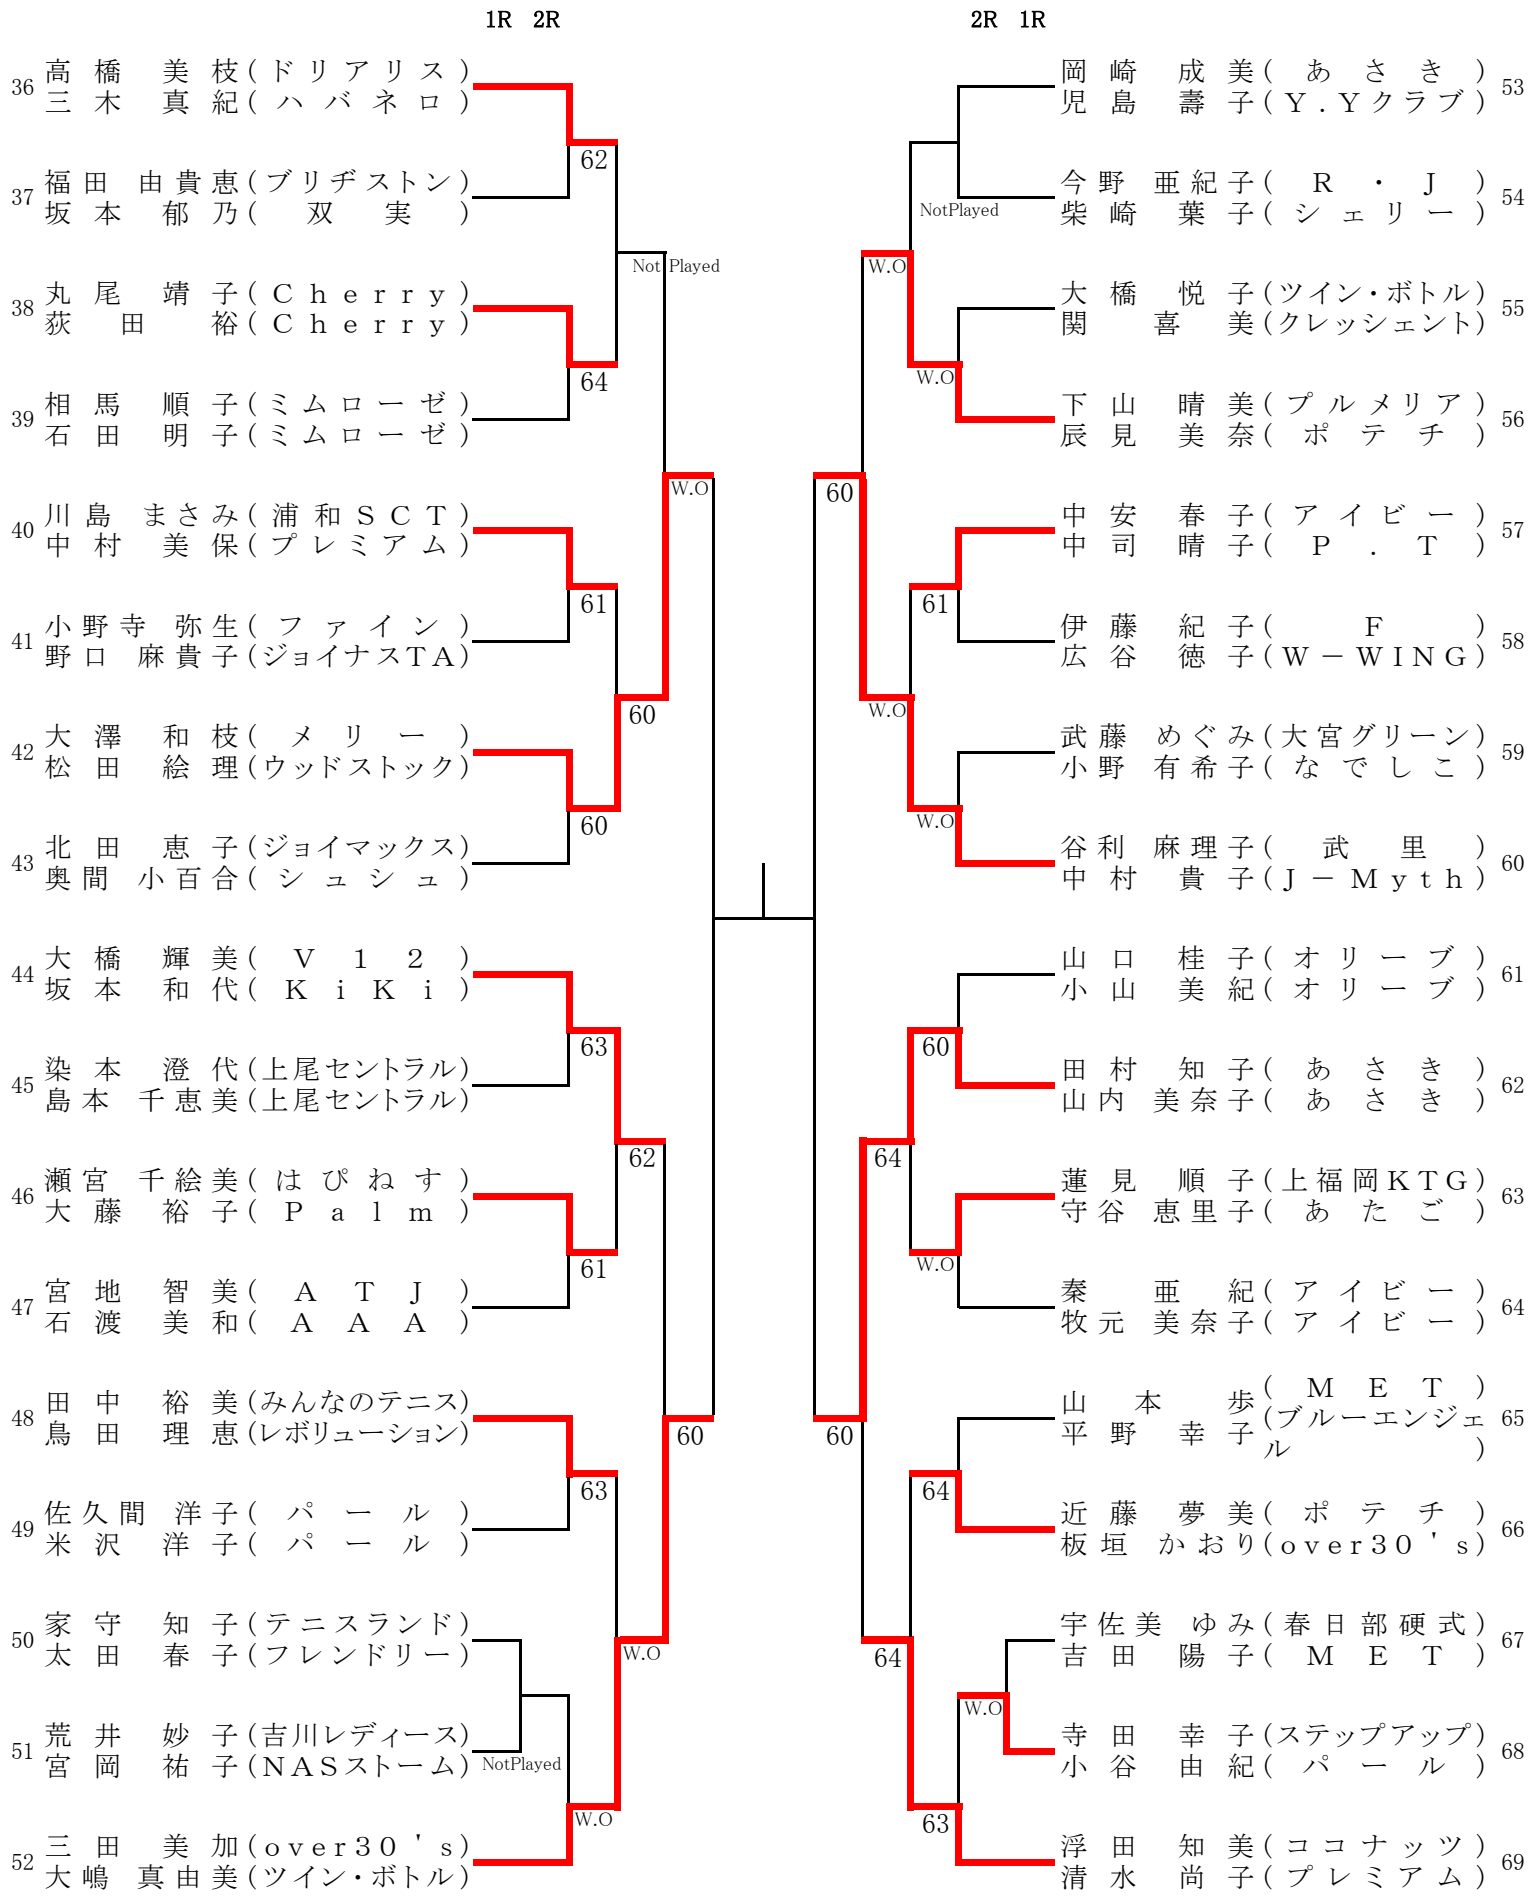 1R 2R
36 高橋 美枝(ドリアリス)
三木 真紀(ハバネロ)
62
37 福田 由貴恵(ブリヂストン)
坂本 郁乃(双実)
Not Played
38 丸尾 靖子(Cherry)
荻田 裕(Cherry)
64
39 相馬 順子(ミムローゼ)
石田 明子(ミムローゼ)
W.O
40 川島 まさみ(浦和SCT)
中村 美保(プレミアム)
61
41 小野寺 弥生(ファイン)
野口 麻貴子(ジョイナスTA)
60
42 大澤 和枝(メリー)
松田 絵理(ウッドストック)
60
43 北田 恵子(ジョイマックス)
奥間 小百合(シュシュ)
44 大橋 輝美(V12)
坂本 和代(KiKi)
63
45 染本 澄代(上尾セントラル)
島本 千恵美(上尾セントラル)
62
46 瀬宮 千絵美(はぴねす)
大藤 裕子(Palm)
61
47 宮地 智美(ATJ)
石渡 美和(AAA)
48 田中 裕美(みんなのテニス)
鳥田 理恵(レボリューション)
60
63
49 佐久間 洋子(パール)
米沢 洋子(パール)
50 家守 知子(テニスランド)
太田 春子(フレンドリー)
W.O
51 荒井 妙子(吉川レディース)
宮岡 祐子(NASストーム)
NotPlayed
W.O
52 三田 美加(over30's)
大嶋 真由美(ツイン・ボトル)
2R 1R
岡崎 成美(あさき) 53
児島 壽子(Y.Yクラブ)
今野 亜紀子(R・J) 54
柴崎 葉子(シェリー)
NotPlayed
W.O
大橋 悦子(ツイン・ボトル) 55
関 喜美(クレッシェント)
W.O
下山 晴美(プルメリア) 56
辰見 美奈(ポテチ)
60
中安 春子(アイビー) 57
中司 晴子(P.T)
61
伊藤 紀子(F) 58
広谷 徳子(W－WING)
W.O
武藤 めぐみ(大宮グリーン) 59
小野 有希子(なでしこ)
W.O
谷利 麻理子(武里) 60
中村 貴子(J－Myth)
山口 桂子(オリーブ) 61
小山 美紀(オリーブ)
60
田村 知子(あさき) 62
山内 美奈子(あさき)
64
蓮見 順子(上福岡KTG) 63
守谷 恵里子(あたご)
W.O
秦 亜紀(アイビー) 64
牧元 美奈子(アイビー)
山本 歩(MET) 65
平野 幸子(ブルーエンジェ
ル)
60
64
近藤 夢美(ポテチ) 66
板垣 かおり(over30's)
宇佐美 ゆみ(春日部硬式) 67
吉田 陽子(MET)
64
W.O
寺田 幸子(ステップアップ) 68
小谷 由紀(パール)
63
浮田 知美(ココナッツ) 69
清水 尚子(プレミアム)